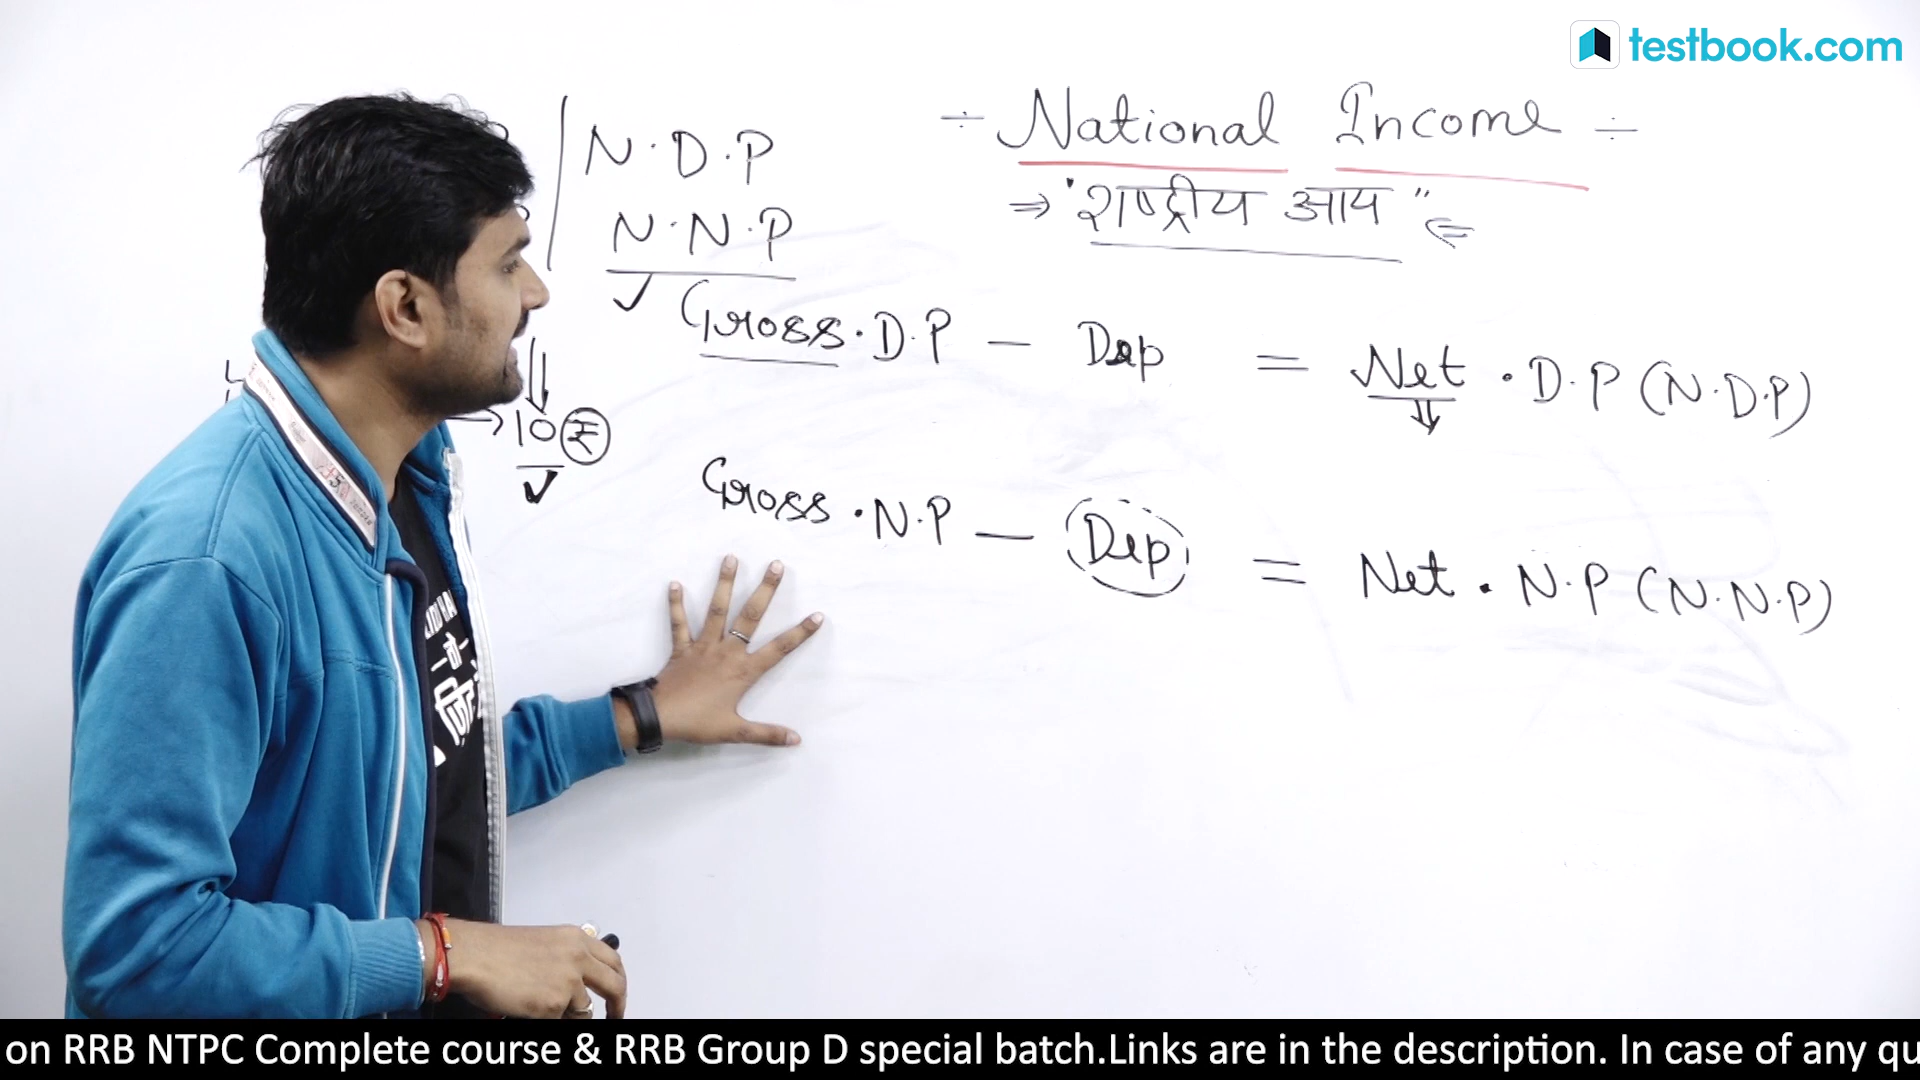 testbook.com
÷ National Income ÷
⇒ "राष्ट्रीय आय" ⇐
N.D.P
N.N.P
✓
Gross.D.P − Dep = Net.D.P (N.D.P)
→ 10 ₹
✓
Gross.N.P − Dep = Net.N.P (N.N.P)
on RRB NTPC Complete course & RRB Group D special batch.Links are in the description. In case of any qu